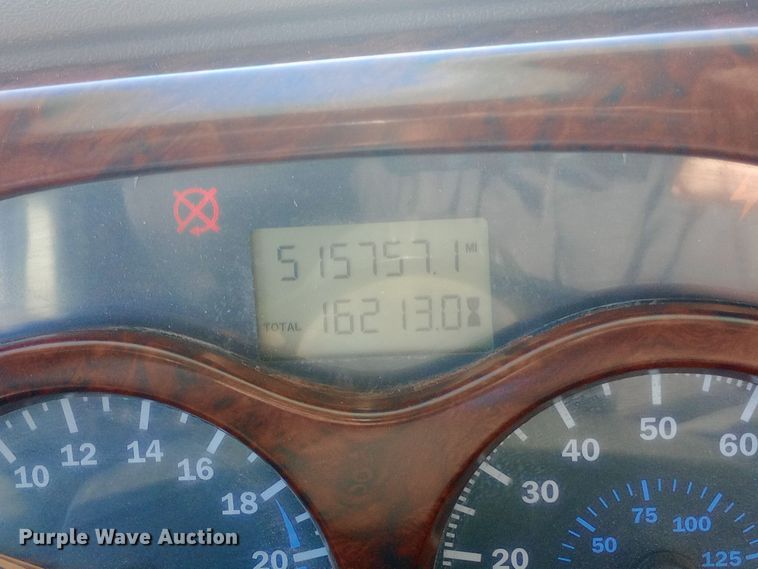 515757.1 MI
TOTAL 16213.0
10 12 14 16 18 20
20 30 40 50 60
50 75 100 125
Purple Wave Auction